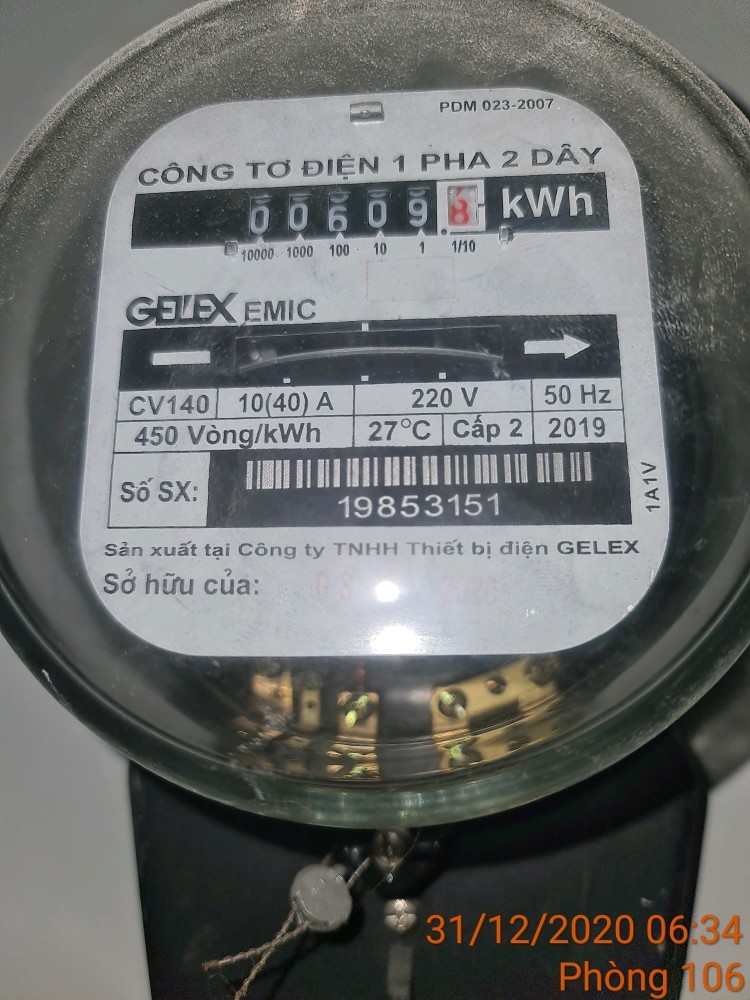 PDM 023-2007
CÔNG TƠ ĐIỆN 1 PHA 2 DÂY
0 0 6 0 9 8 kWh
10000 1000 100 10 1 1/10
GELEX EMIC
CV140 10(40) A 220 V 50 Hz
450 Vòng/kWh 27°C Cấp 2 2019
Số SX: 19853151
1A1V
Sản xuất tại Công ty TNHH Thiết bị điện GELEX
Sở hữu của:
31/12/2020 06:34
Phòng 106